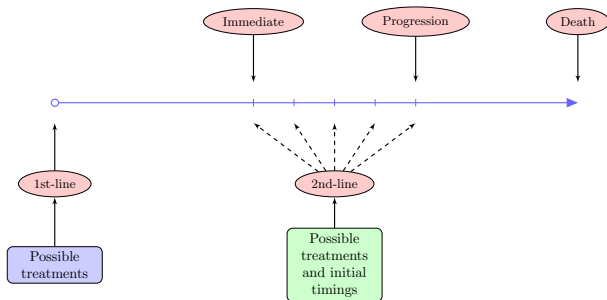 Immediate
Progression
Death
1st-line
2nd-line
Possible
treatments
Possible
treatments
and initial
timings